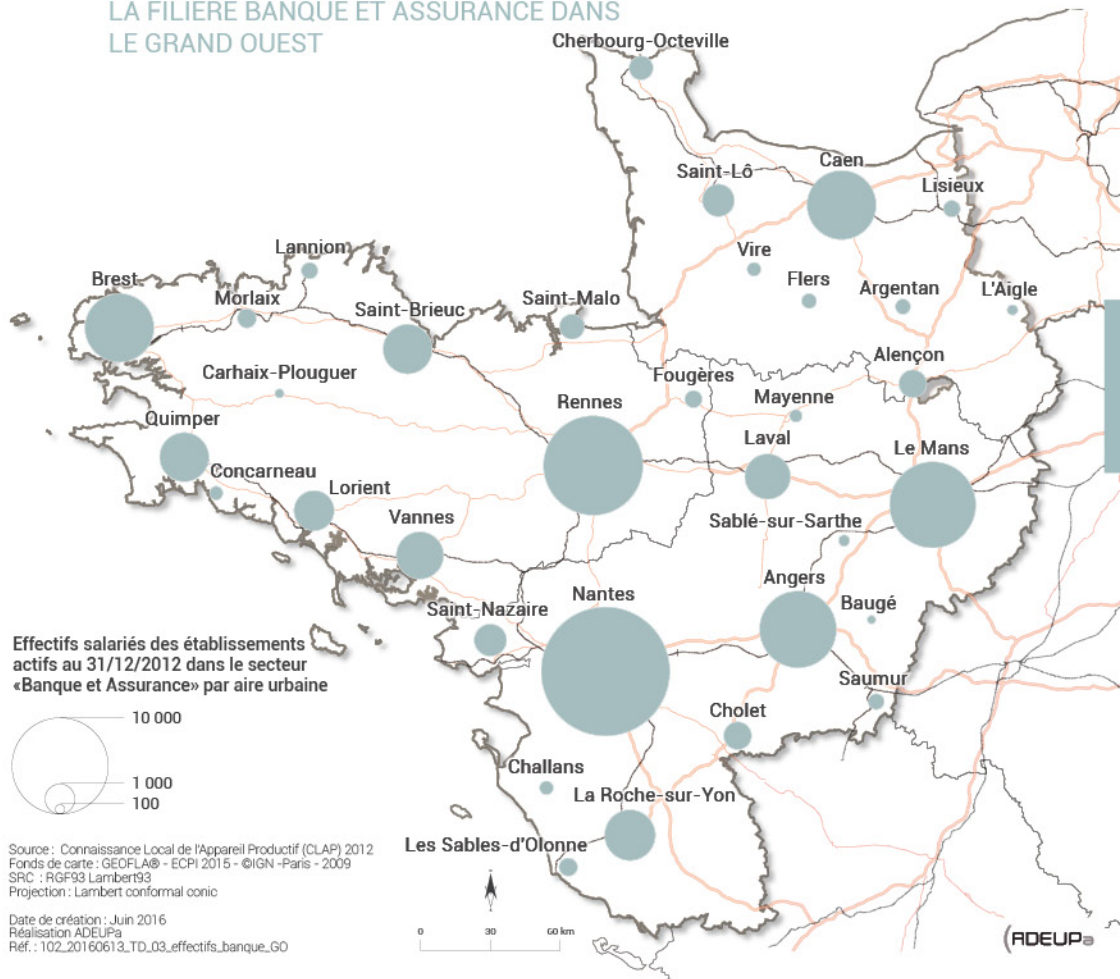 LA FILIÈRE BANQUE ET ASSURANCE DANS
LE GRAND OUEST
Cherbourg-Octeville
Saint-Lô
Caen
Lisieux
Vire
Flers
Argentan
L'Aigle
Lannion
Brest
Morlaix
Saint-Brieuc
Saint-Malo
Alençon
Carhaix-Plouguer
Fougères
Mayenne
Rennes
Quimper
Laval
Le Mans
Concarneau
Lorient
Vannes
Sablé-sur-Sarthe
Angers
Nantes
Baugé
Saint-Nazaire
Saumur
Cholet
Challans
La Roche-sur-Yon
Les Sables-d'Olonne
Effectifs salariés des établissements
actifs au 31/12/2012 dans le secteur
«Banque et Assurance» par aire urbaine
10 000
1 000
100
Source : Connaissance Local de l'Appareil Productif (CLAP) 2012
Fonds de carte : GEOFLA® - ECPI 2015 - ©IGN -Paris - 2009
SRC : RGF93 Lambert93
Projection : Lambert conformal conic
Date de création : Juin 2016
Réalisation ADEUPa
Réf. : 102_20160613_TD_03_effectifs_banque_GO
0 30 60 km
ADEUPa